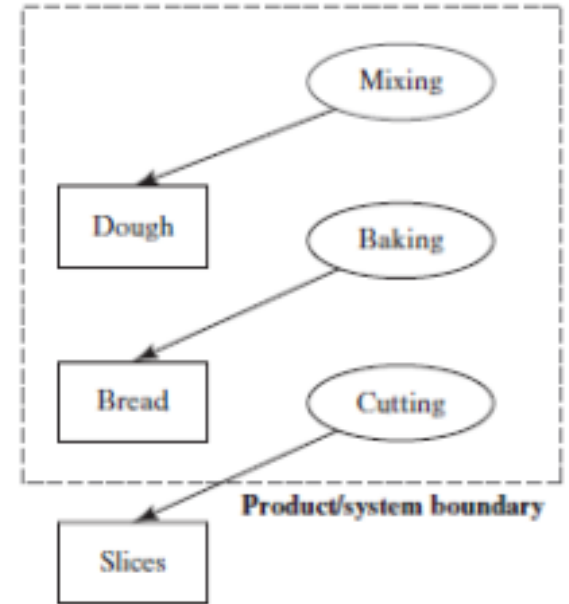 Mixing
Dough
Baking
Bread
Cutting
Product/system boundary
Slices